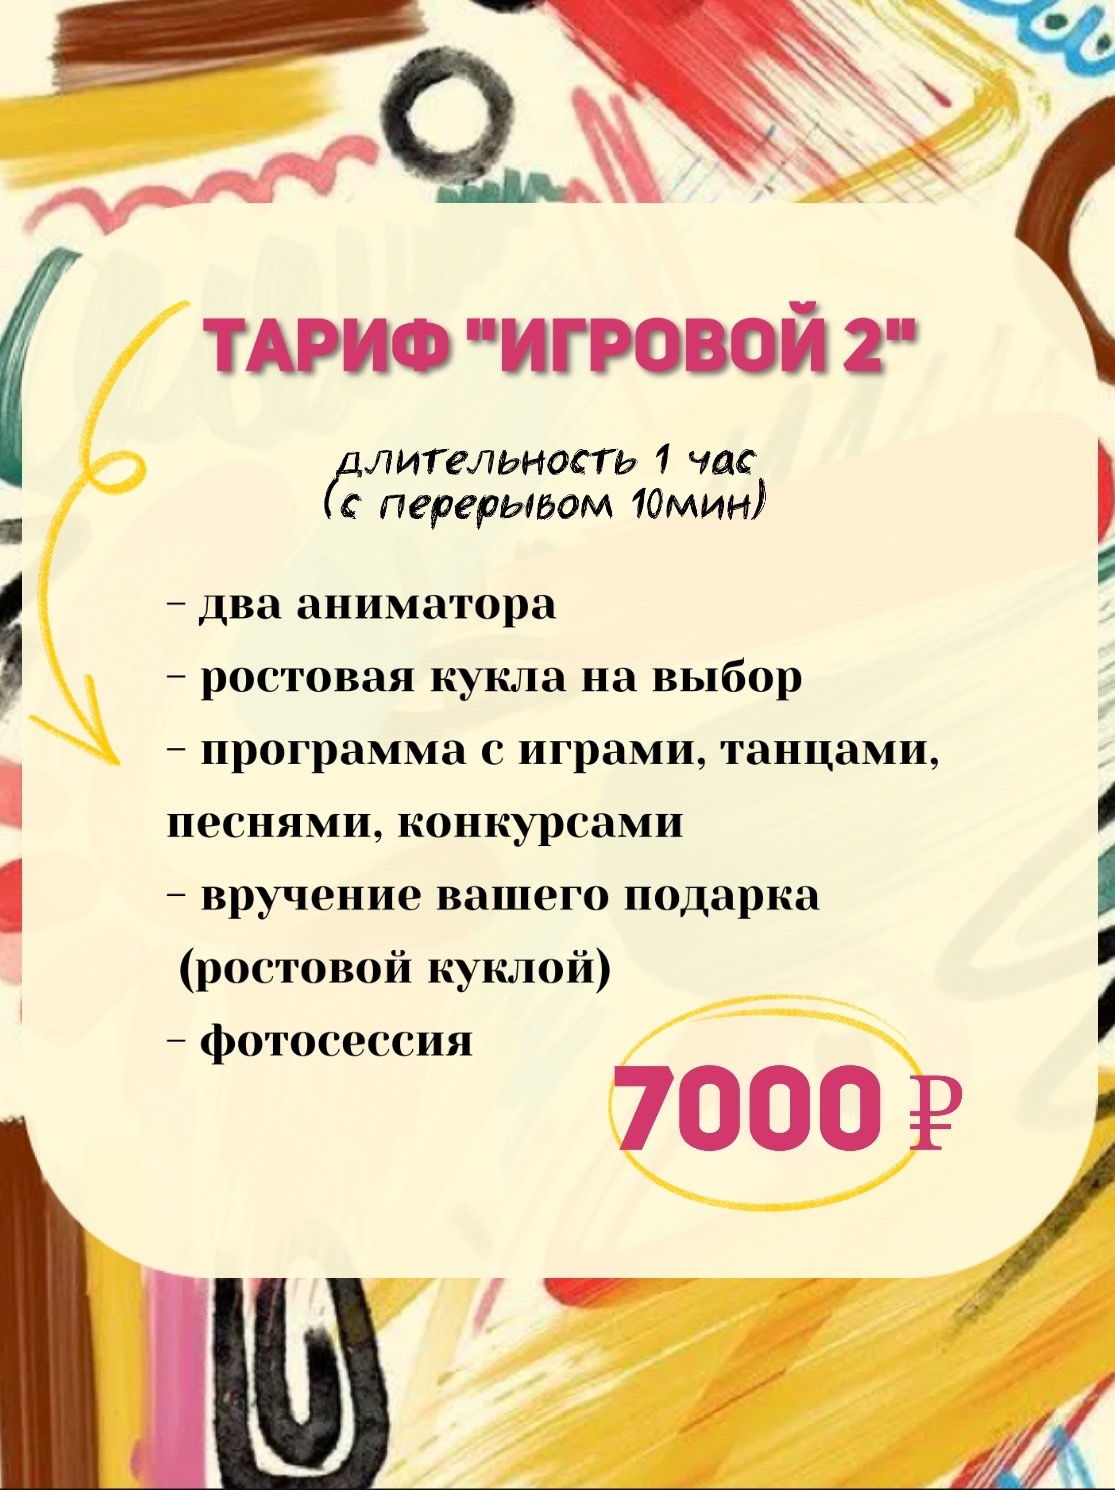 ТАРИФ "ИГРОВОЙ 2"
длительность 1 час
(с перерывом 10мин)
– два аниматора
– ростовая кукла на выбор
– программа с играми, танцами,
песнями, конкурсами
– вручение вашего подарка
(ростовой куклой)
– фотосессия
7000 ₽